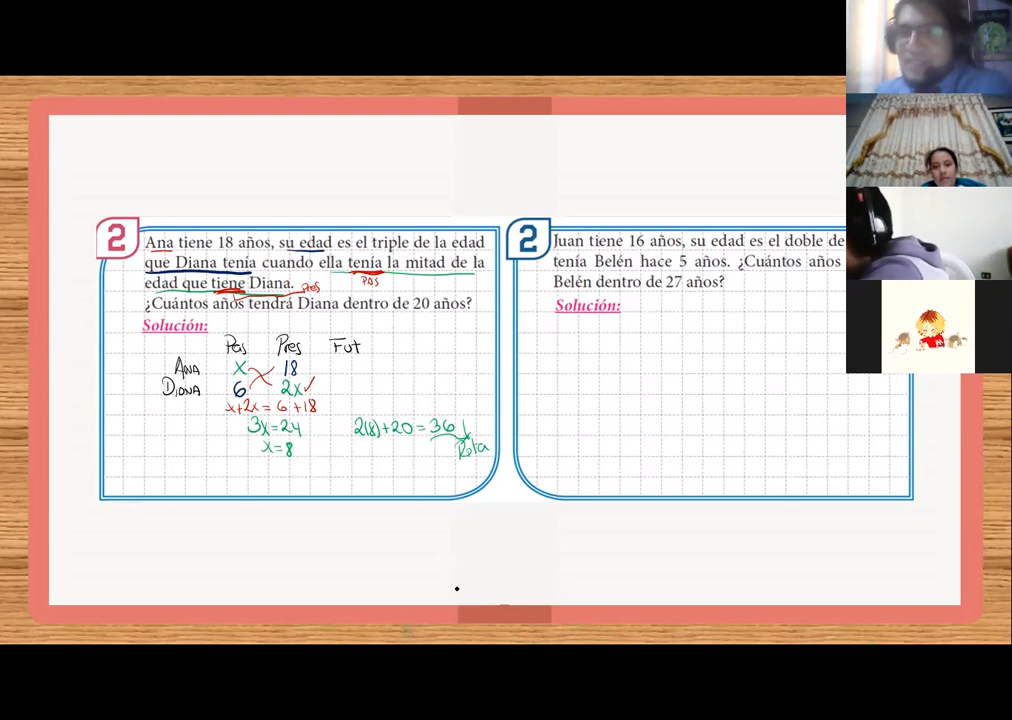 2
Ana tiene 18 años, su edad es el triple de la edad
que Diana tenía cuando ella tenía la mitad de la
edad que tiene Diana. Pres
PAS
¿Cuántos años tendrá Diana dentro de 20 años?
Solución:
Pas Pres Fut
ANA x 18
DIANA 6 2x ✓
x+2x = 6 +18
3x=24 2(8)+20=36
x=8 Rpta
2
Juan tiene 16 años, su edad es el doble de
tenía Belén hace 5 años. ¿Cuántos años
Belén dentro de 27 años?
Solución: